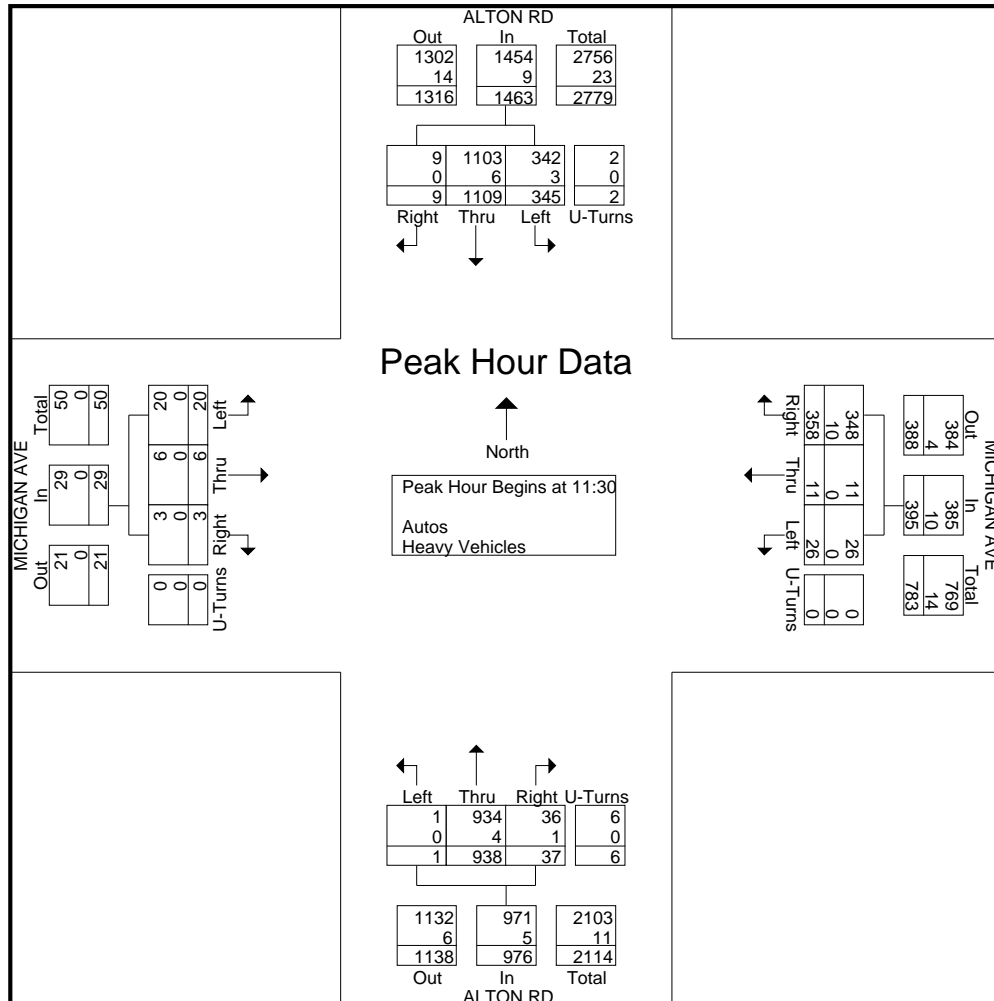 ALTON RD
Out In Total
1302 1454 2756
14 9 23
1316 1463 2779
9 1103 342 2
0 6 3 0
9 1109 345 2
Right Thru Left U-Turns
Peak Hour Data
North
Peak Hour Begins at 11:30
Autos
Heavy Vehicles
MICHIGAN AVE
Out In Total
21 29 50
0 0 0
21 29 50
U-Turns Right Thru Left
0 3 6 20
0 0 0 0
0 3 6 20
MICHIGAN AVE
Out In Total
384 385 769
4 10 14
388 395 783
348 11 26 0
10 0 0 0
358 11 26 0
Right Thru Left U-Turns
Left Thru Right U-Turns
1 934 36 6
0 4 1 0
1 938 37 6
1132 971 2103
6 5 11
1138 976 2114
Out In Total
ALTON RD